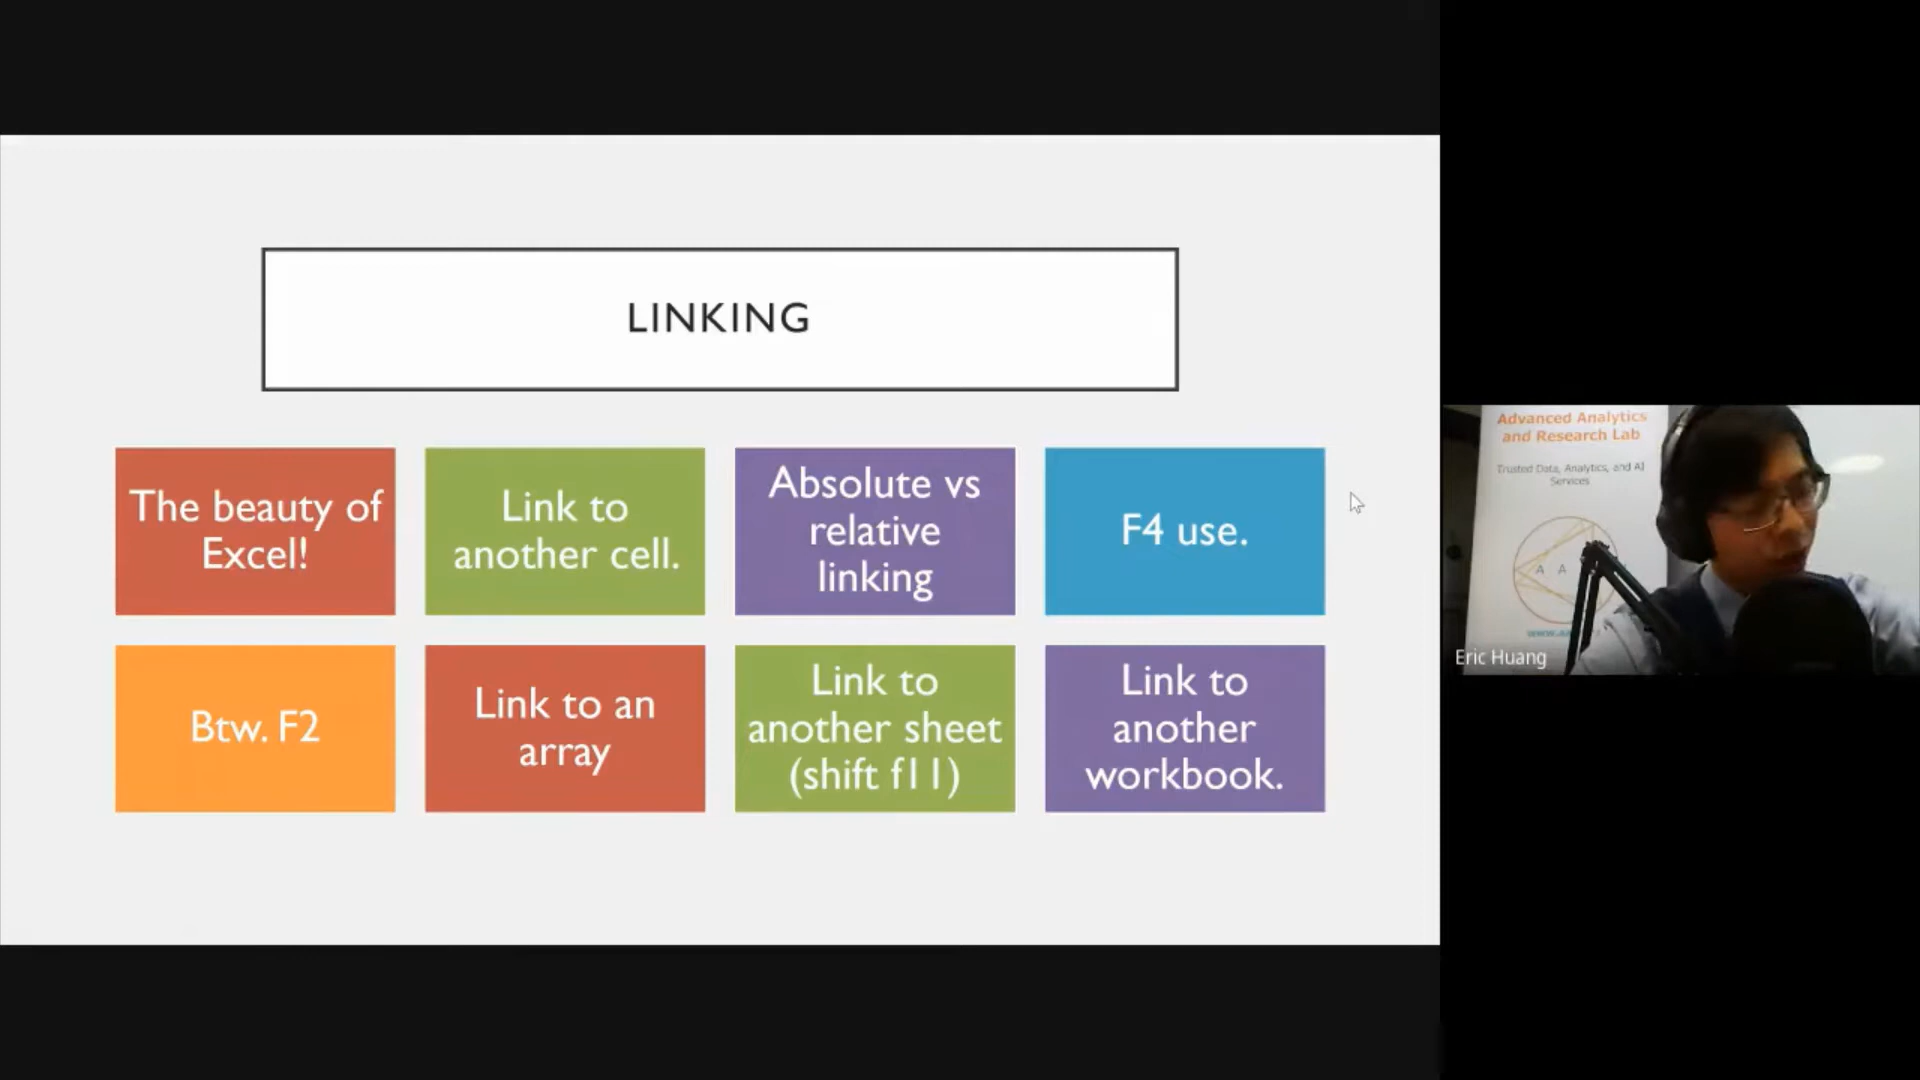 LINKING
The beauty of
Excel!
Link to
another cell.
Absolute vs
relative
linking
F4 use.
Btw. F2
Link to an
array
Link to
another sheet
(shift f11)
Link to
another
workbook.
Advanced Analytics
and Research Lab
Trusted Data, Analytics, and AI
Services
A A
Eric Huang